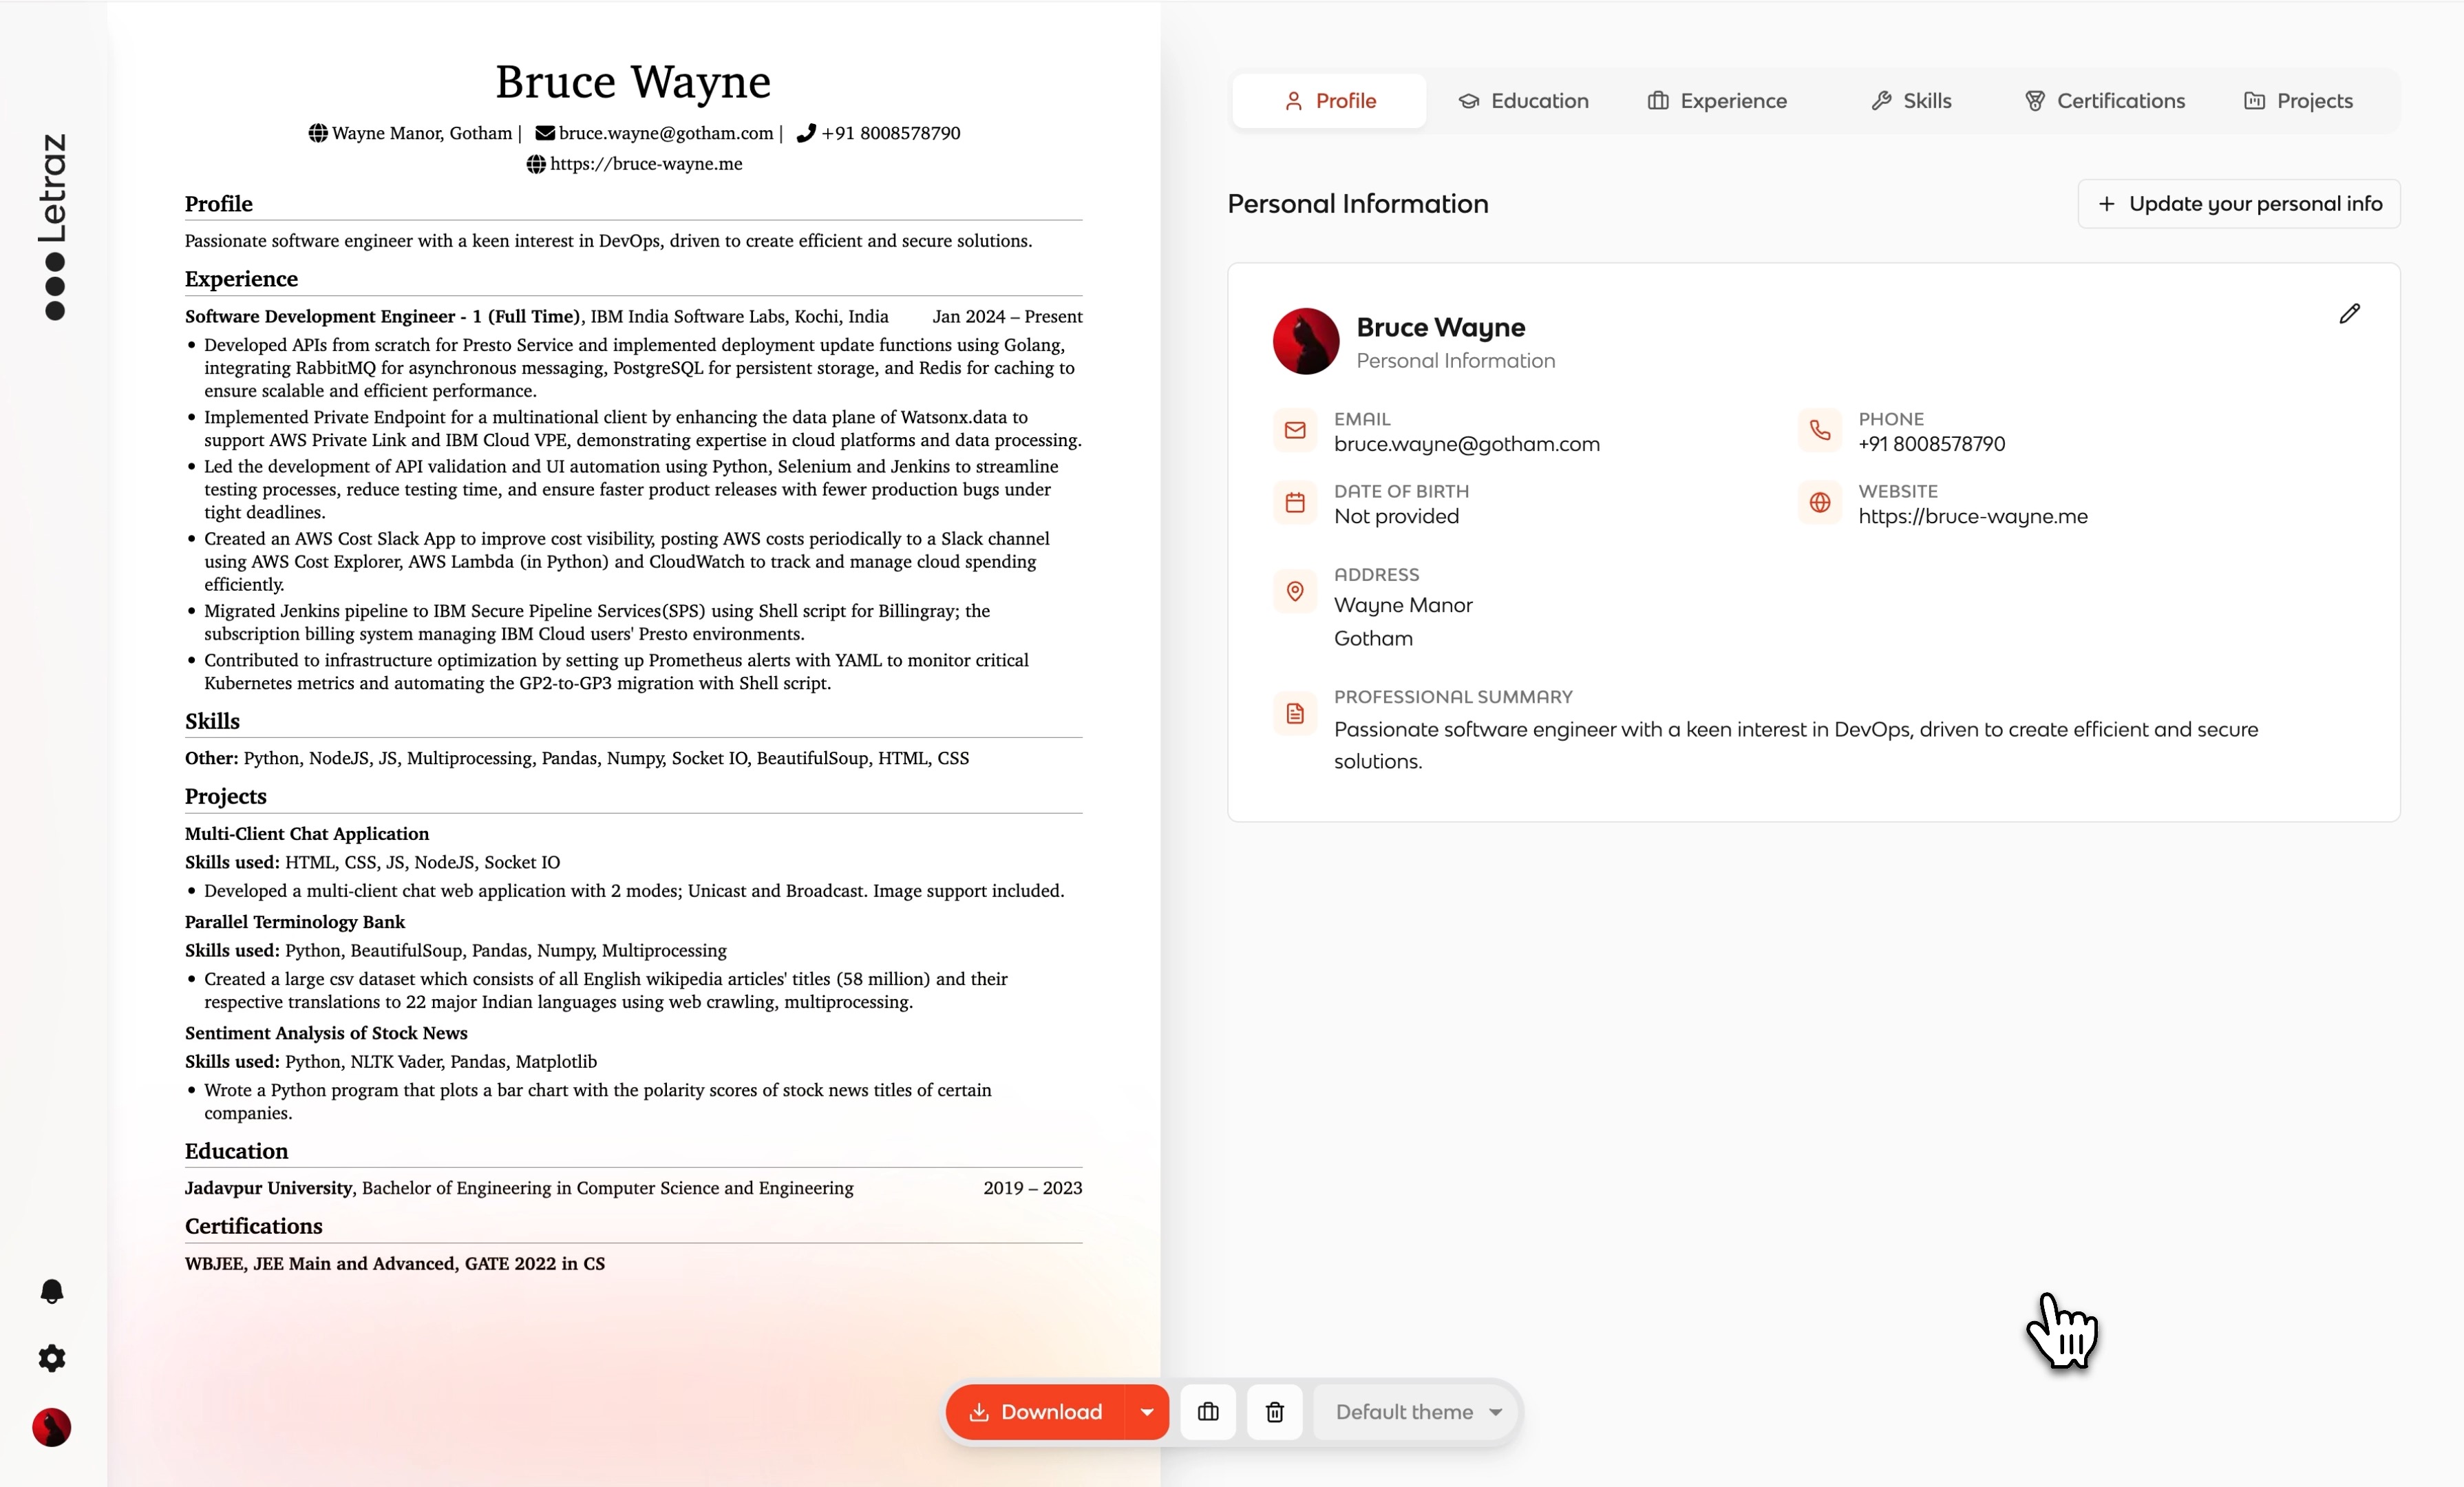 Letraz
Bruce Wayne
Wayne Manor, Gotham | bruce.wayne@gotham.com | +91 8008578790
https://bruce-wayne.me
Profile
Passionate software engineer with a keen interest in DevOps, driven to create efficient and secure solutions.
Experience
Software Development Engineer - 1 (Full Time), IBM India Software Labs, Kochi, India Jan 2024 – Present
• Developed APIs from scratch for Presto Service and implemented deployment update functions using Golang,
integrating RabbitMQ for asynchronous messaging, PostgreSQL for persistent storage, and Redis for caching to
ensure scalable and efficient performance.
• Implemented Private Endpoint for a multinational client by enhancing the data plane of Watsonx.data to
support AWS Private Link and IBM Cloud VPE, demonstrating expertise in cloud platforms and data processing.
• Led the development of API validation and UI automation using Python, Selenium and Jenkins to streamline
testing processes, reduce testing time, and ensure faster product releases with fewer production bugs under
tight deadlines.
• Created an AWS Cost Slack App to improve cost visibility, posting AWS costs periodically to a Slack channel
using AWS Cost Explorer, AWS Lambda (in Python) and CloudWatch to track and manage cloud spending
efficiently.
• Migrated Jenkins pipeline to IBM Secure Pipeline Services(SPS) using Shell script for Billingray; the
subscription billing system managing IBM Cloud users' Presto environments.
• Contributed to infrastructure optimization by setting up Prometheus alerts with YAML to monitor critical
Kubernetes metrics and automating the GP2-to-GP3 migration with Shell script.
Skills
Other: Python, NodeJS, JS, Multiprocessing, Pandas, Numpy, Socket IO, BeautifulSoup, HTML, CSS
Projects
Multi-Client Chat Application
Skills used: HTML, CSS, JS, NodeJS, Socket IO
• Developed a multi-client chat web application with 2 modes; Unicast and Broadcast. Image support included.
Parallel Terminology Bank
Skills used: Python, BeautifulSoup, Pandas, Numpy, Multiprocessing
• Created a large csv dataset which consists of all English wikipedia articles' titles (58 million) and their
respective translations to 22 major Indian languages using web crawling, multiprocessing.
Sentiment Analysis of Stock News
Skills used: Python, NLTK Vader, Pandas, Matplotlib
• Wrote a Python program that plots a bar chart with the polarity scores of stock news titles of certain
companies.
Education
Jadavpur University, Bachelor of Engineering in Computer Science and Engineering 2019 – 2023
Certifications
WBJEE, JEE Main and Advanced, GATE 2022 in CS
Profile Education Experience Skills Certifications Projects
Personal Information
+ Update your personal info
Bruce Wayne
Personal Information
EMAIL
bruce.wayne@gotham.com
PHONE
+91 8008578790
DATE OF BIRTH
Not provided
WEBSITE
https://bruce-wayne.me
ADDRESS
Wayne Manor
Gotham
PROFESSIONAL SUMMARY
Passionate software engineer with a keen interest in DevOps, driven to create efficient and secure
solutions.
Download
Default theme